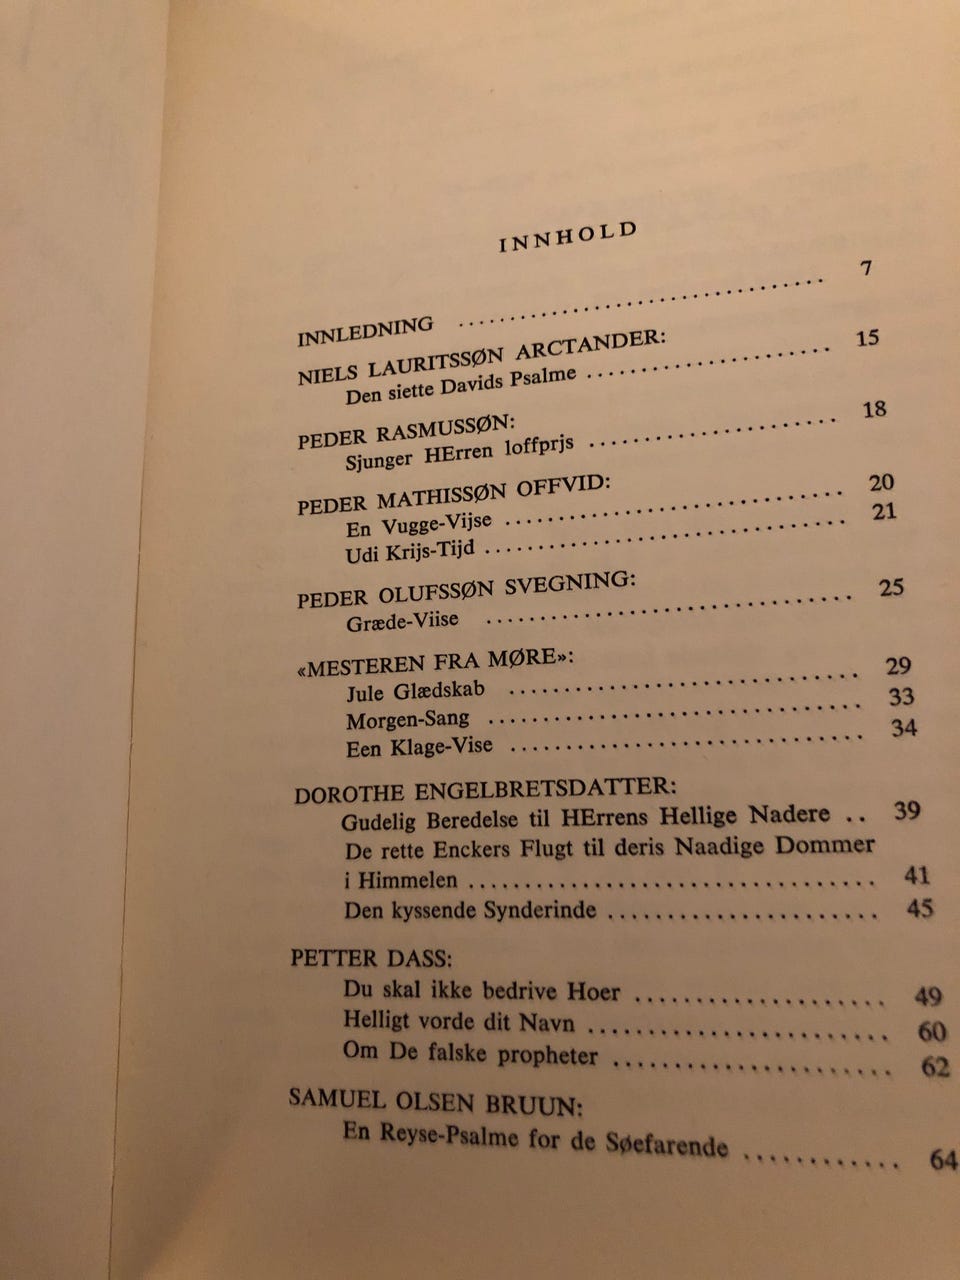 INNHOLD
INNLEDNING ........................................ 7
NIELS LAURITSSØN ARCTANDER:
Den siette Davids Psalme ........................ 15
PEDER RASMUSSØN:
Sjunger HErren loffprjs ........................ 18
PEDER MATHISSØN OFFVID:
En Vugge-Vijse ................................ 20
Udi Krijs-Tijd ................................ 21
PEDER OLUFSSØN SVEGNING:
Græde-Viise .................................. 25
«MESTEREN FRA MØRE»:
Jule Glædskab ................................ 29
Morgen-Sang .................................. 33
Een Klage-Vise ................................ 34
DOROTHE ENGELBRETSDATTER:
Gudelig Beredelse til HErrens Hellige Nadere .. 39
De rette Enckers Flugt til deris Naadige Dommer
i Himmelen ................................ 41
Den kyssende Synderinde ...................... 45
PETTER DASS:
Du skal ikke bedrive Hoer .................... 49
Helligt vorde dit Navn ........................ 60
Om De falske propheter ...................... 62
SAMUEL OLSEN BRUUN:
En Reyse-Psalme for de Søefarende ............ 64